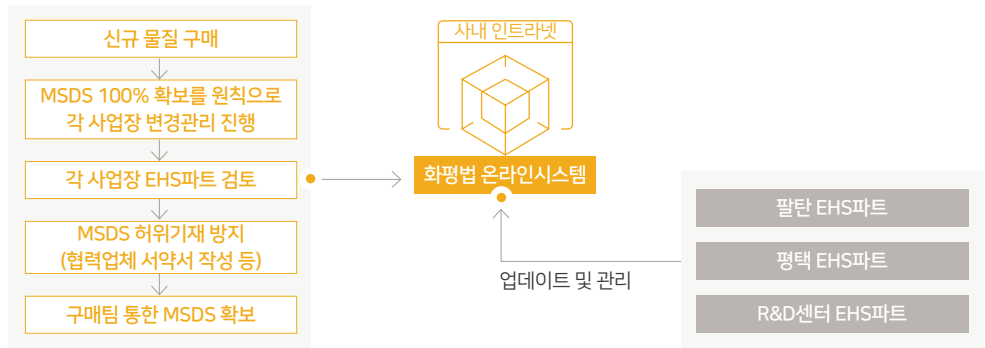 신규 물질 구매
MSDS 100% 확보를 원칙으로
각 사업장 변경관리 진행
각 사업장 EHS파트 검토
MSDS 허위기재 방지
(협력업체 서약서 작성 등)
구매팀 통한 MSDS 확보
사내 인트라넷
화평법 온라인시스템
업데이트 및 관리
팔탄 EHS파트
평택 EHS파트
R&D센터 EHS파트